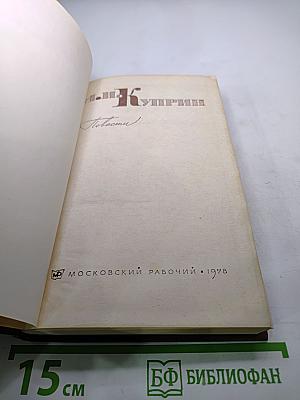 А.И. Куприн
Повести
МОСКОВСКИЙ РАБОЧИЙ • 1978
15 см
БФ БИБЛИОФАН